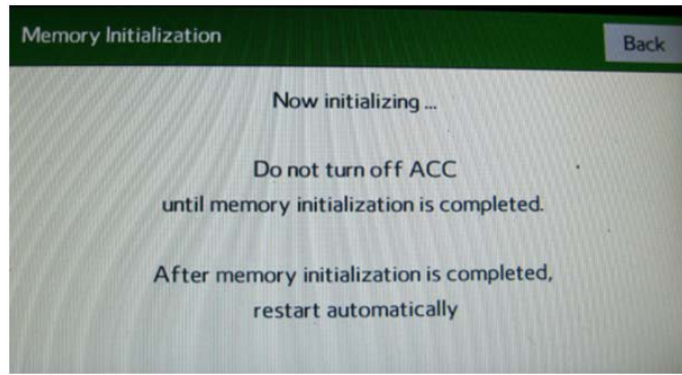 Memory Initialization
Back
Now initializing ...
Do not turn off ACC
until memory initialization is completed.
After memory initialization is completed,
restart automatically